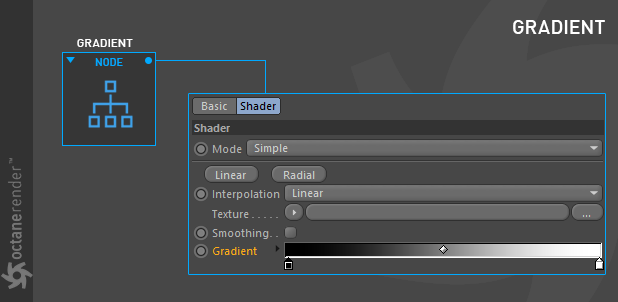 GRADIENT
GRADIENT
NODE
Basic Shader
Shader
Mode Simple
Linear Radial
Interpolation Linear
Texture . . . . . ...
Smoothing. .
Gradient
octanerender™